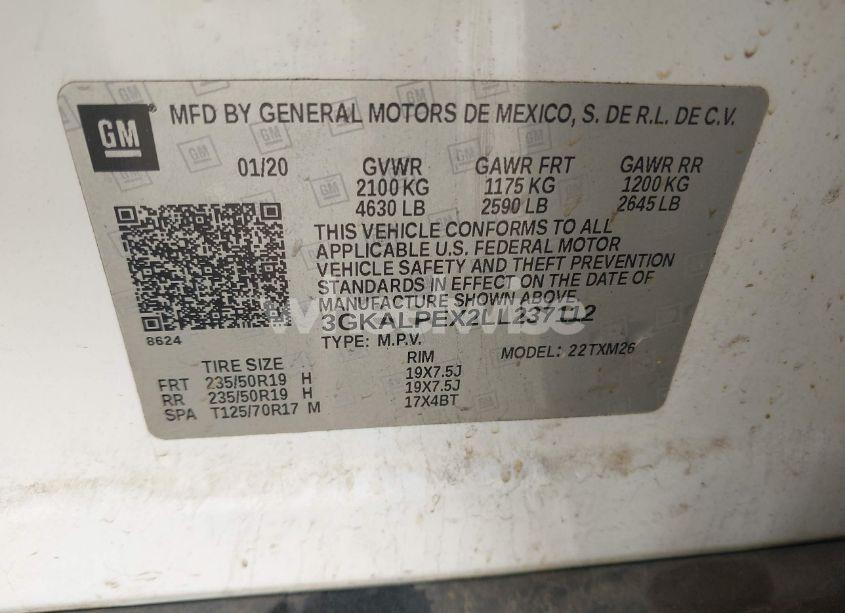 GM
MFD BY GENERAL MOTORS DE MEXICO, S. DE R.L. DE C.V.
01/20 GVWR GAWR FRT GAWR RR
2100 KG 1175 KG 1200 KG
4630 LB 2590 LB 2645 LB
THIS VEHICLE CONFORMS TO ALL
APPLICABLE U.S. FEDERAL MOTOR
VEHICLE SAFETY AND THEFT PREVENTION
STANDARDS IN EFFECT ON THE DATE OF
MANUFACTURE SHOWN ABOVE.
3GKALPEX2LL237112
8624
TYPE: M.P.V. MODEL: 22TXM26
TIRE SIZE RIM
FRT 235/50R19 H 19X7.5J
RR 235/50R19 H 19X7.5J
SPA T125/70R17 M 17X4BT